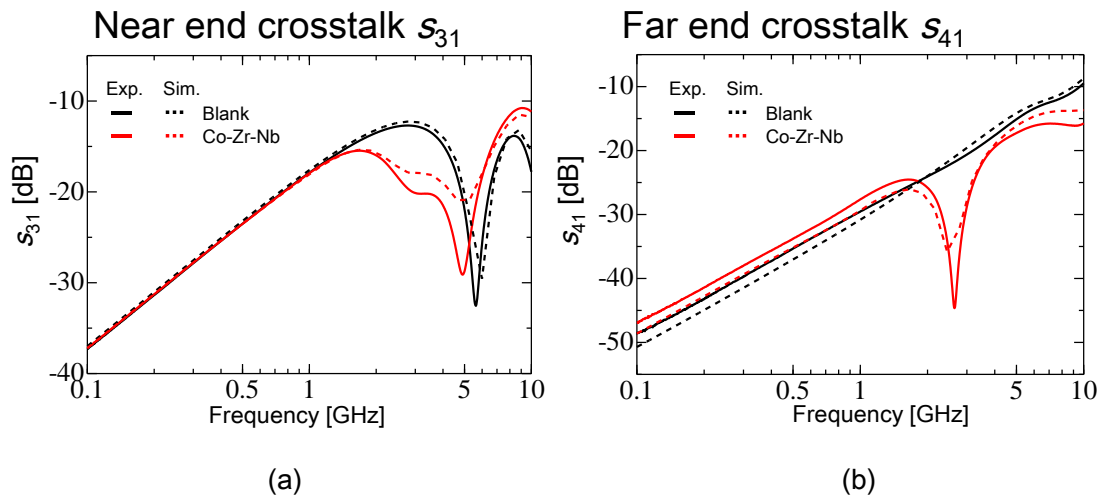 Near end crosstalk s31
Exp. Sim.
Blank
Co-Zr-Nb
s31 [dB]
-10
-20
-30
-40
0.1 0.5 1 5 10
Frequency [GHz]
(a)
Far end crosstalk s41
Exp. Sim.
Blank
Co-Zr-Nb
s41 [dB]
-10
-20
-30
-40
-50
0.1 0.5 1 5 10
Frequency [GHz]
(b)